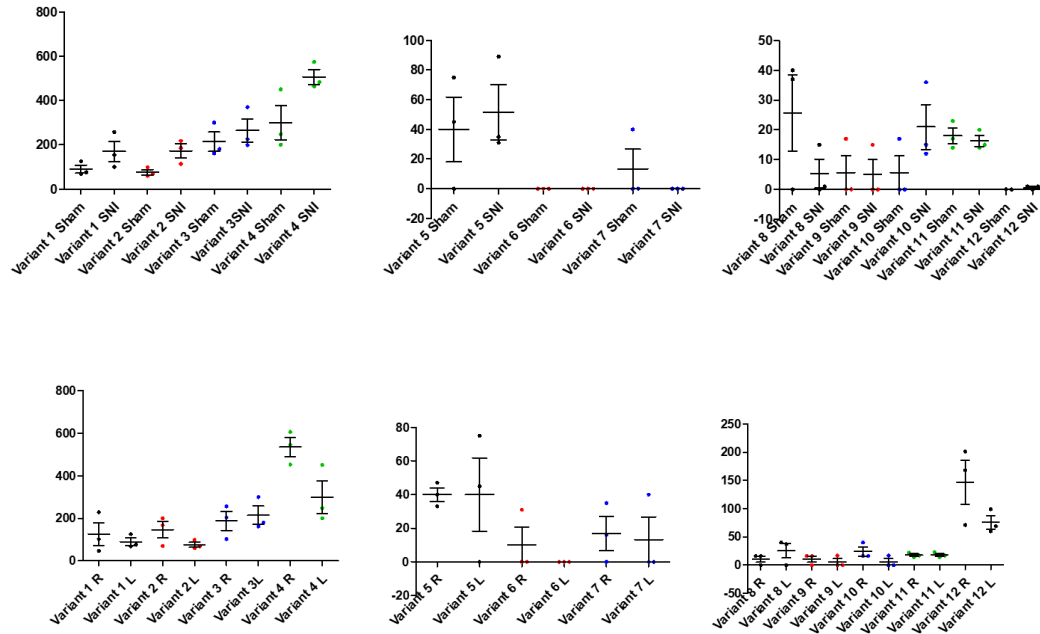 800
600
400
200
0
Variant 1 Sham
Variant 1 SNI
Variant 2 Sham
Variant 2 SNI
Variant 3 Sham
Variant 3SNI
Variant 4 Sham
Variant 4 SNI
100
80
60
40
20
0
-20
Variant 5 Sham
Variant 5 SNI
Variant 6 Sham
Variant 6 SNI
Variant 7 Sham
Variant 7 SNI
50
40
30
20
10
0
-10
Variant 8 Sham
Variant 8 SNI
Variant 9 Sham
Variant 9 SNI
Variant 10 Sham
Variant 10 SNI
Variant 11 Sham
Variant 11 SNI
Variant 12 Sham
Variant 12 SNI
800
600
400
200
0
Variant 1 R
Variant 1 L
Variant 2 R
Variant 2 L
Variant 3 R
Variant 3L
Variant 4 R
Variant 4 L
80
60
40
20
0
-20
Variant 5 R
Variant 5 L
Variant 6 R
Variant 6 L
Variant 7 R
Variant 7 L
250
200
150
100
50
0
-50
Variant 8 R
Variant 8 L
Variant 9 R
Variant 9 L
Variant 10 R
Variant 10 L
Variant 11 R
Variant 11 L
Variant 12 R
Variant 12 L